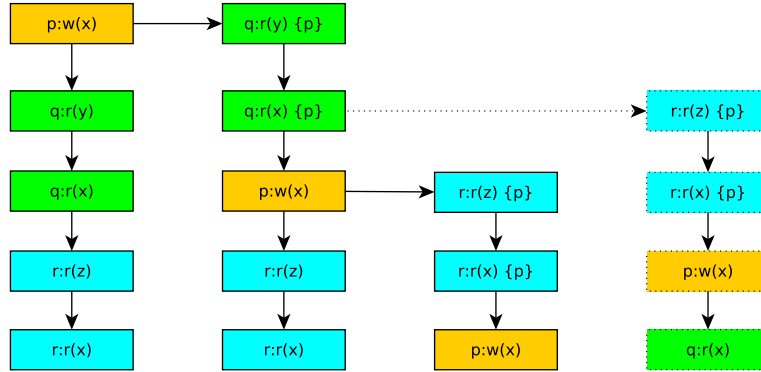 p:w(x)
q:r(y) {p}
q:r(y)
q:r(x) {p}
r:r(z) {p}
q:r(x)
p:w(x)
r:r(z) {p}
r:r(x) {p}
r:r(z)
r:r(z)
r:r(x) {p}
p:w(x)
r:r(x)
r:r(x)
p:w(x)
q:r(x)